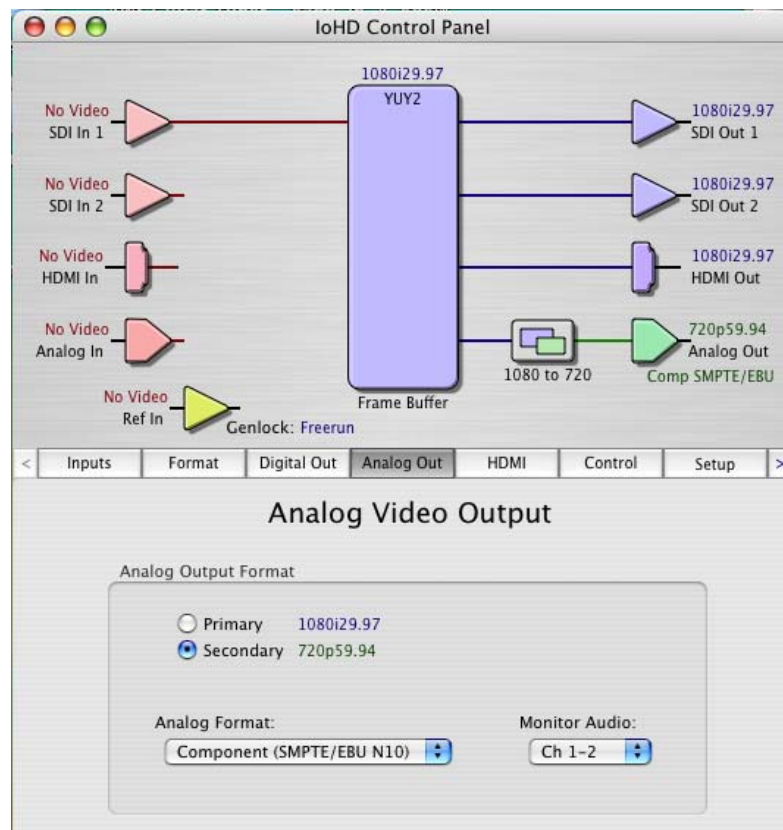 IoHD Control Panel
1080i29.97
YUY2
No Video
SDI In 1
1080i29.97
SDI Out 1
No Video
SDI In 2
1080i29.97
SDI Out 2
No Video
HDMI In
1080i29.97
HDMI Out
No Video
Analog In
1080 to 720
720p59.94
Analog Out
Comp SMPTE/EBU
No Video
Ref In
Genlock: Freerun
Frame Buffer
< Inputs Format Digital Out Analog Out HDMI Control Setup >
Analog Video Output
Analog Output Format
Primary 1080i29.97
Secondary 720p59.94
Analog Format: Monitor Audio:
Component (SMPTE/EBU N10) Ch 1-2